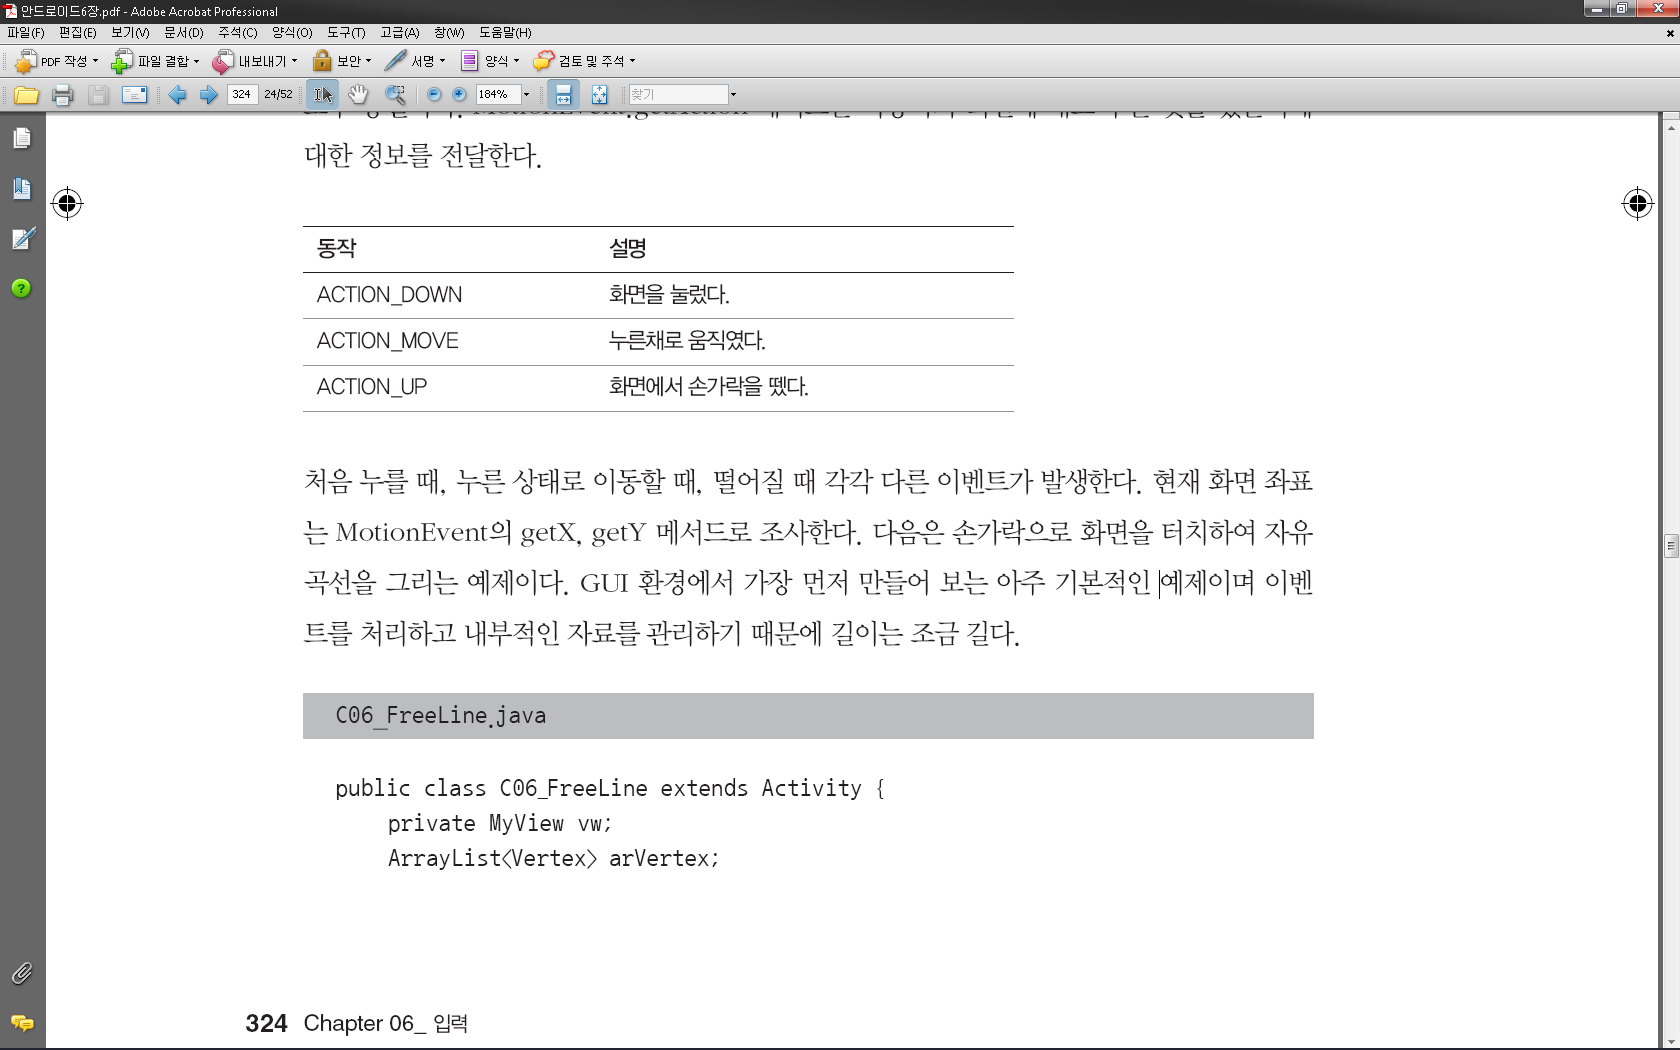 안드로이드6장.pdf - Adobe Acrobat Professional
파일(F) 편집(E) 보기(V) 문서(D) 주석(C) 양식(O) 도구(T) 고급(A) 창(W) 도움말(H)
PDF 작성 파일 결합 내보내기 보안 서명 양식 검토 및 주석
324 24/52 184% 찾기
MotionEvent.getAction
대한 정보를 전달한다.
동작 설명
ACTION_DOWN 화면을 눌렀다.
ACTION_MOVE 누른채로 움직였다.
ACTION_UP 화면에서 손가락을 뗐다.
처음 누를 때, 누른 상태로 이동할 때, 떨어질 때 각각 다른 이벤트가 발생한다. 현재 화면 좌표
는 MotionEvent의 getX, getY 메서드로 조사한다. 다음은 손가락으로 화면을 터치하여 자유
곡선을 그리는 예제이다. GUI 환경에서 가장 먼저 만들어 보는 아주 기본적인 예제이며 이벤
트를 처리하고 내부적인 자료를 관리하기 때문에 길이는 조금 길다.
C06_FreeLine.java
public class C06_FreeLine extends Activity {
private MyView vw;
ArrayList<Vertex> arVertex;
324 Chapter 06_ 입력